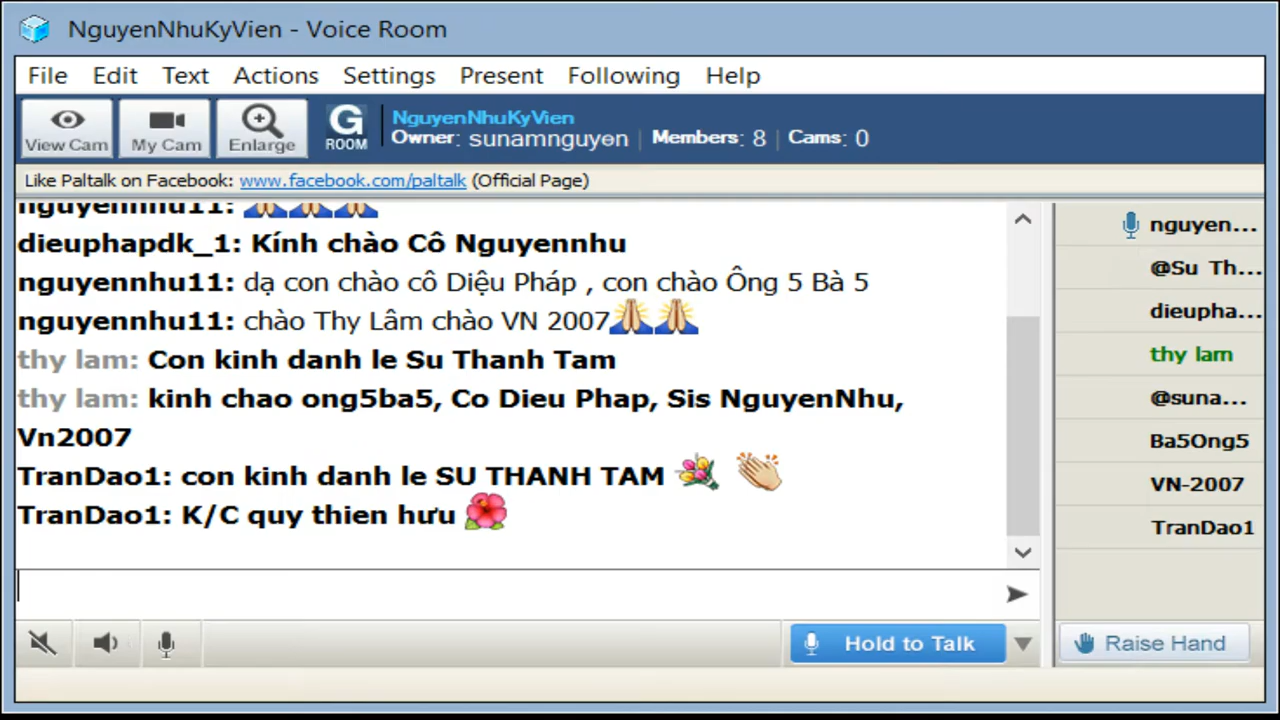 NguyenNhuKyVien - Voice Room
File Edit Text Actions Settings Present Following Help
View Cam My Cam Enlarge G ROOM
NguyenNhuKyVien
Owner: sunamnguyen Members: 8 Cams: 0
Like Paltalk on Facebook: www.facebook.com/paltalk (Official Page)
nguyennhu11:
dieuphapdk_1: Kính chào Cô Nguyennhu
nguyennhu11: dạ con chào cô Diệu Pháp , con chào Ông 5 Bà 5
nguyennhu11: chào Thy Lâm chào VN 2007
thy lam: Con kinh danh le Su Thanh Tam
thy lam: kinh chao ong5ba5, Co Dieu Phap, Sis NguyenNhu,
Vn2007
TranDao1: con kinh danh le SU THANH TAM
TranDao1: K/C quy thien hưu
nguyen...
@Su Th...
dieupha...
thy lam
@suna...
Ba5Ong5
VN-2007
TranDao1
Hold to Talk
Raise Hand